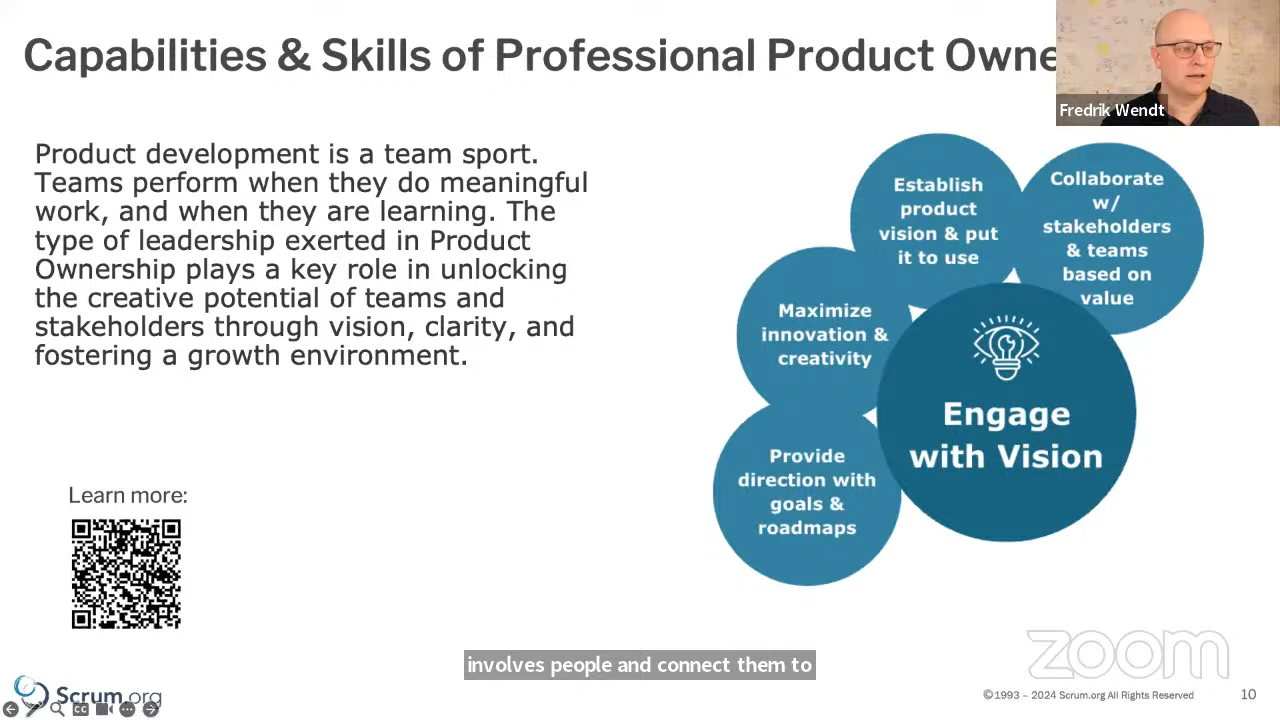 Capabilities & Skills of Professional Product Owne
Fredrik Wendt
Product development is a team sport.
Teams perform when they do meaningful
work, and when they are learning. The
type of leadership exerted in Product
Ownership plays a key role in unlocking
the creative potential of teams and
stakeholders through vision, clarity, and
fostering a growth environment.
Establish
product
vision & put
it to use
Collaborate
w/
stakeholders
& teams
based on
value
Maximize
innovation &
creativity
Provide
direction with
goals &
roadmaps
Engage
with Vision
Learn more:
involves people and connect them to
zoom
Scrum.org
CC
©1993 – 2024 Scrum.org All Rights Reserved
10